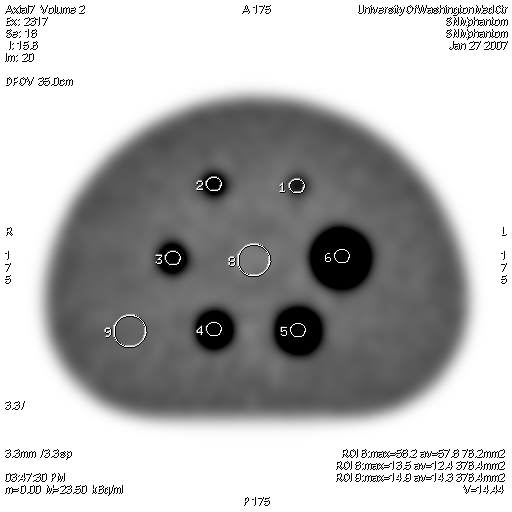 Axial7 Volume 2
Ex: 2317
Se: 18
I: 15.8
Im: 20
DFOV 35.0cm
A 175
UniversityOfWashingtonMedCtr
SNMphantom
SNMphantom
Jan 27 2007
R
1
7
5
L
1
7
5
1
2
3
4
5
6
8
9
3.3/
3.3mm /3.3sp
03:47:30 PM
m=0.00 M=23.50 kBq/ml
P 175
ROI 6:max=58.2 av=57.8 78.2mm2
ROI 8:max=13.5 av=12.4 378.4mm2
ROI 9:max=14.9 av=14.3 378.4mm2
V=14.44